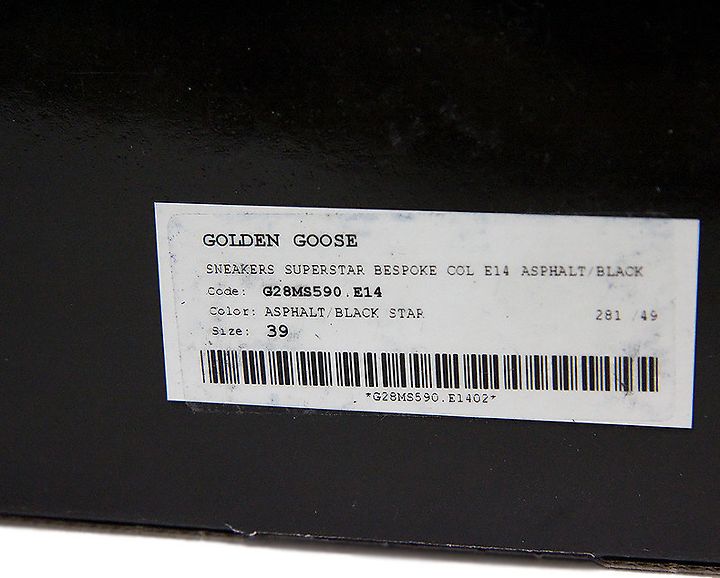 GOLDEN GOOSE
SNEAKERS SUPERSTAR BESPOKE COL E14 ASPHALT/BLACK
Code: G28MS590.E14
Color: ASPHALT/BLACK STAR 281 /49
Size: 39
*G28MS590.E1402*